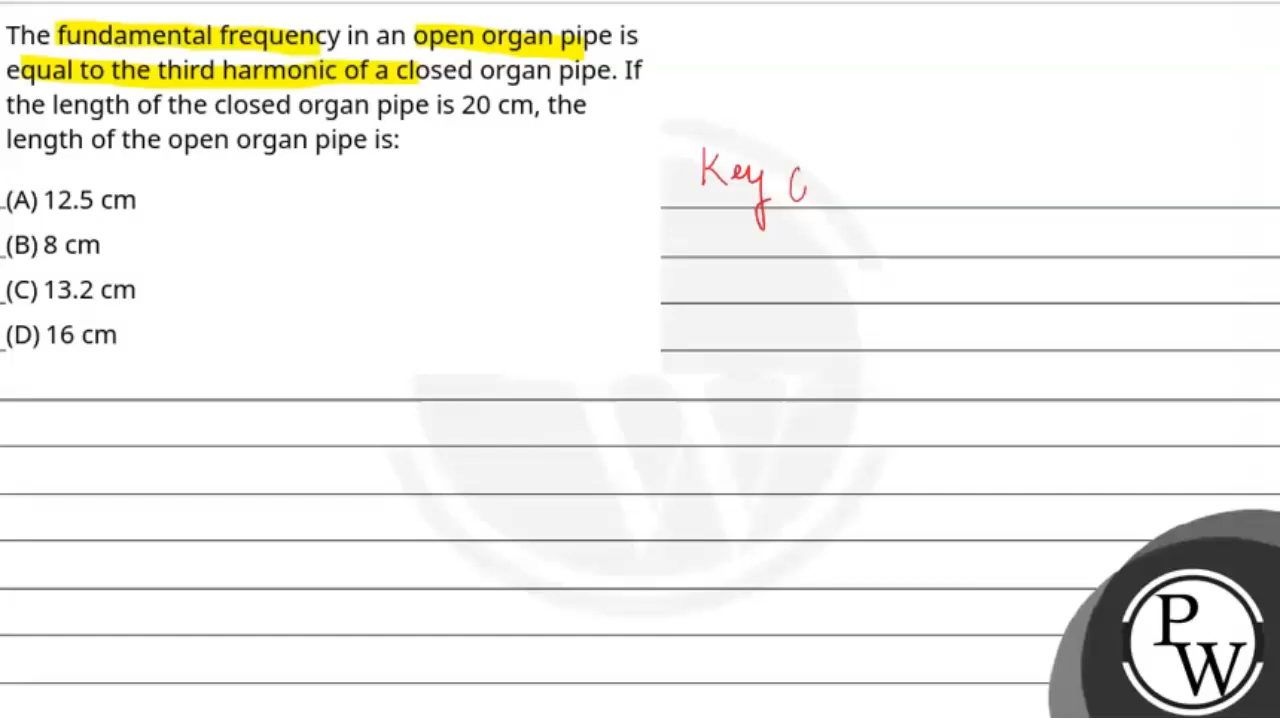 The fundamental frequency in an open organ pipe is
equal to the third harmonic of a closed organ pipe. If
the length of the closed organ pipe is 20 cm, the
length of the open organ pipe is:
(A) 12.5 cm
(B) 8 cm
(C) 13.2 cm
(D) 16 cm
Key C
P
W